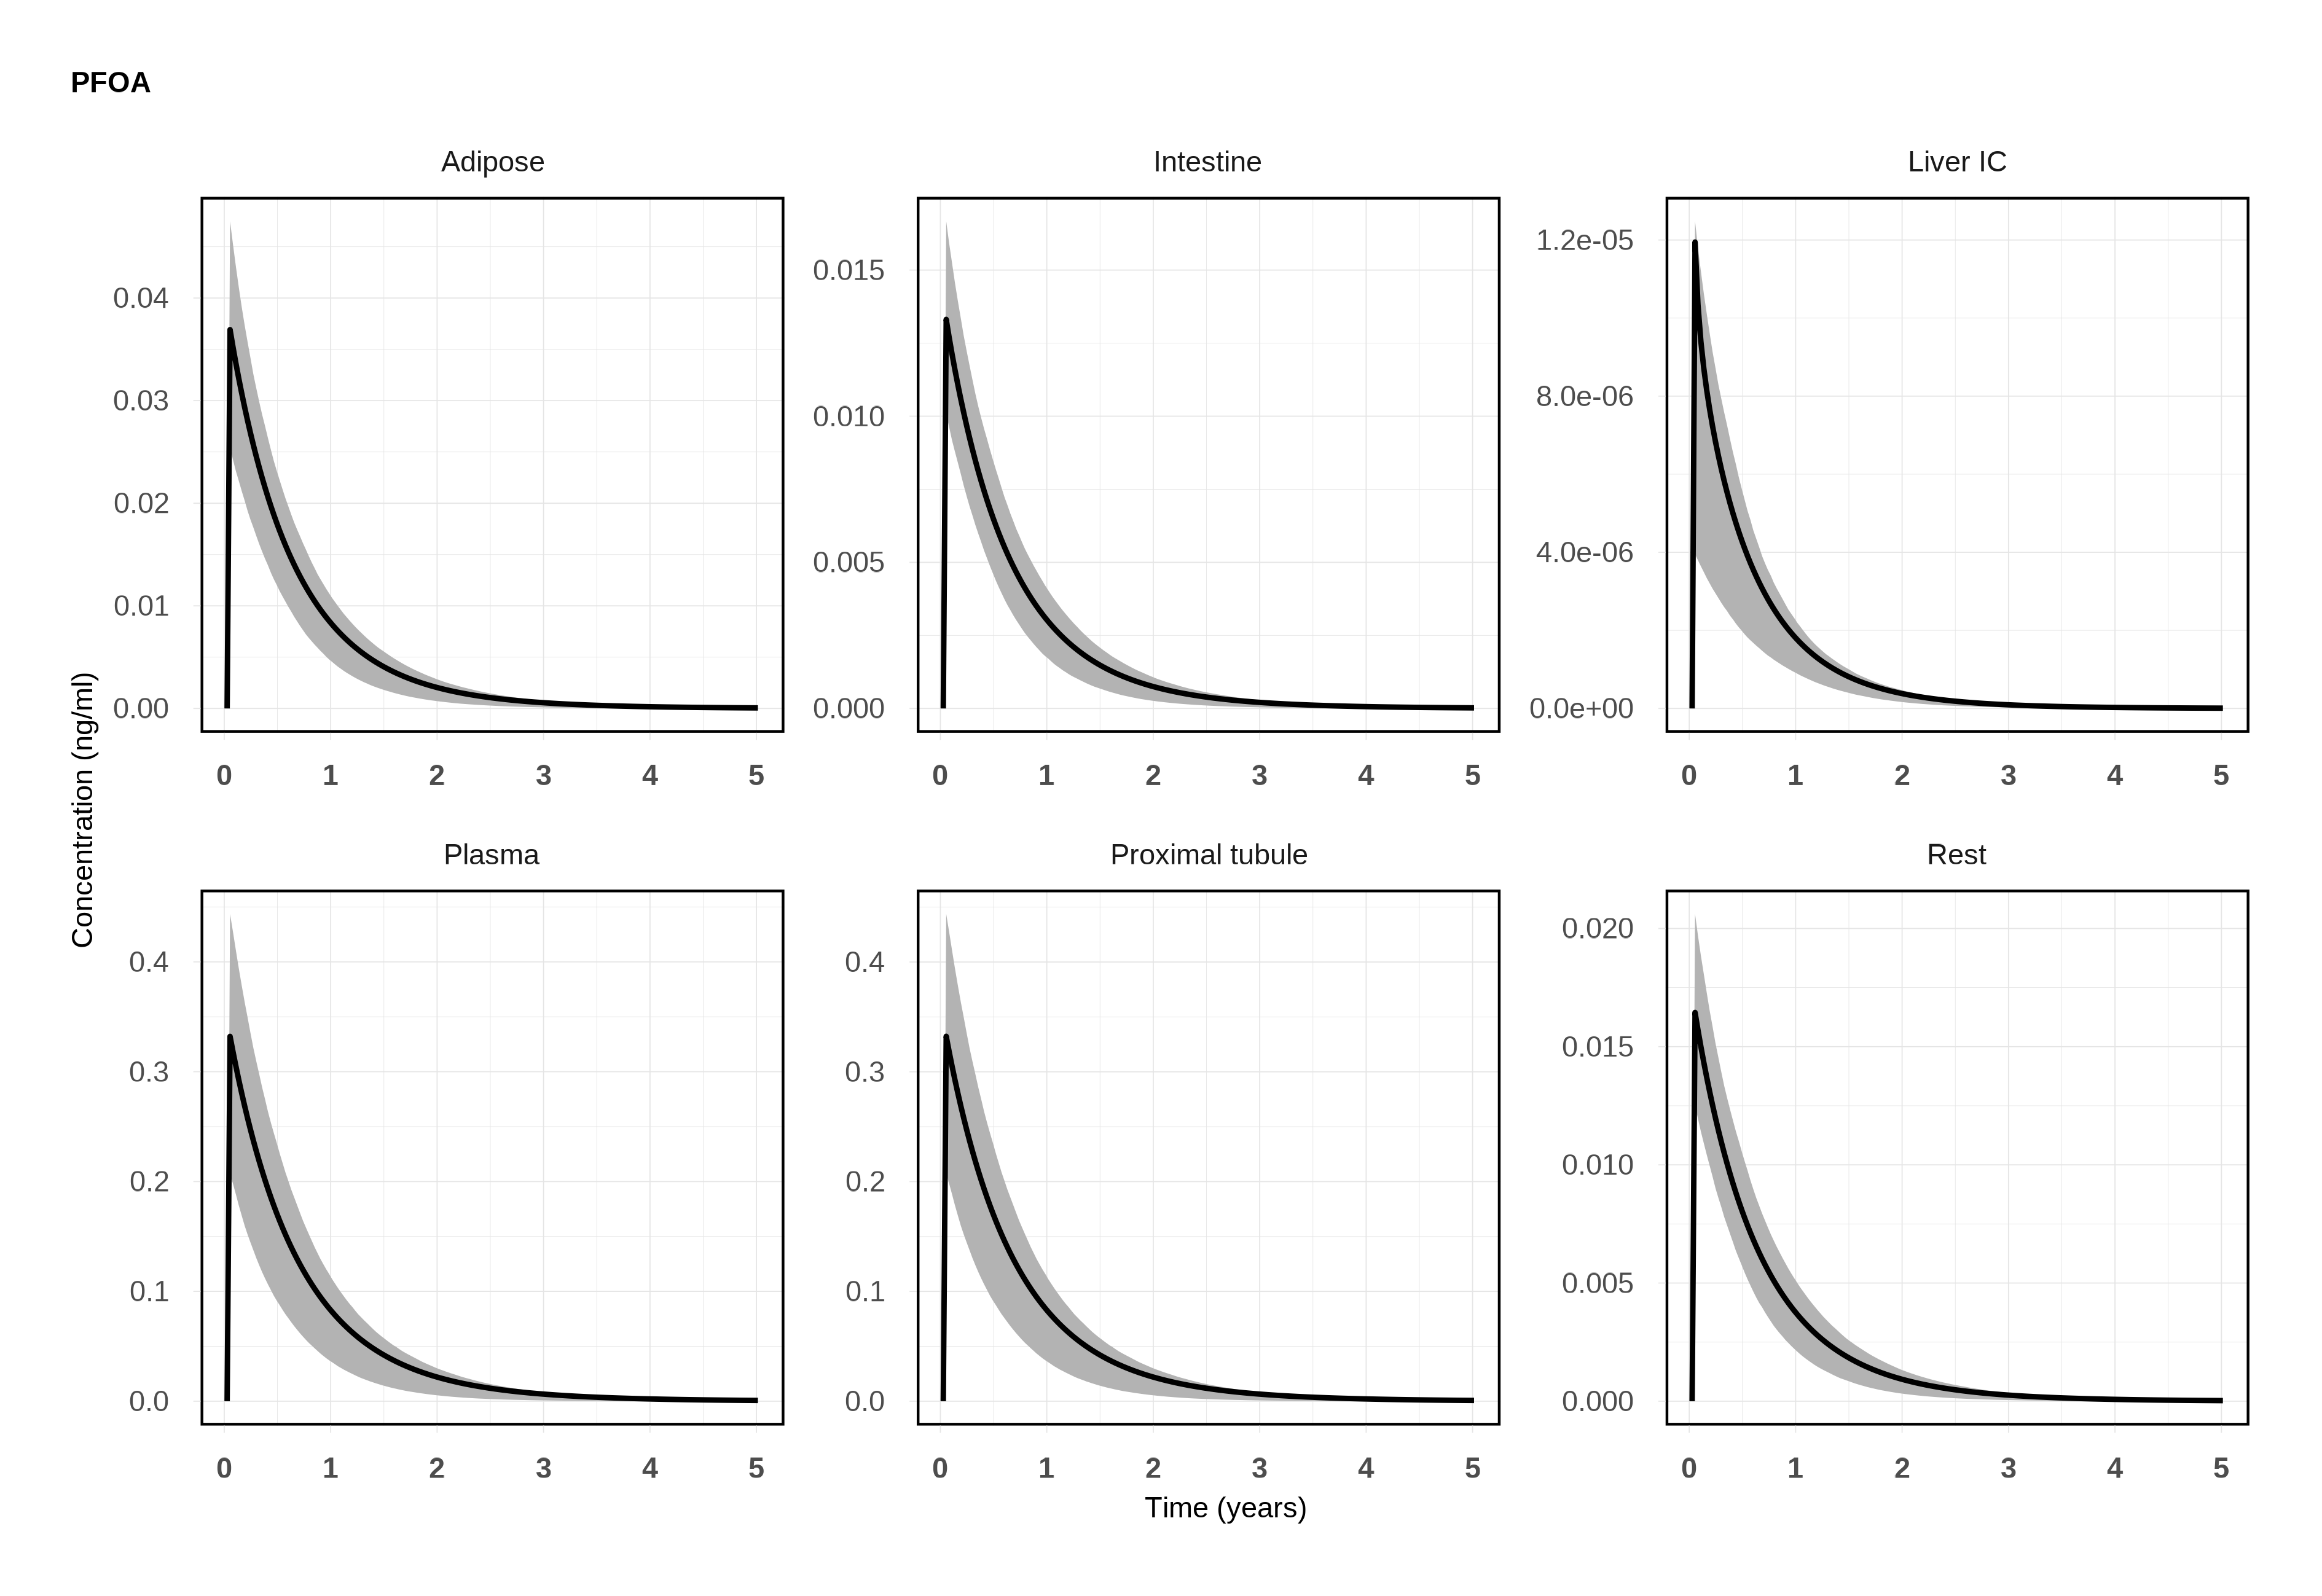 PFOA
Adipose
Intestine
Liver IC
0.04
0.03
0.02
0.01
0.00
0.015
0.010
0.005
0.000
1.2e-05
8.0e-06
4.0e-06
0.0e+00
0 1 2 3 4 5
0 1 2 3 4 5
0 1 2 3 4 5
Concentration (ng/ml)
Plasma
Proximal tubule
Rest
0.4
0.3
0.2
0.1
0.0
0.4
0.3
0.2
0.1
0.0
0.020
0.015
0.010
0.005
0.000
0 1 2 3 4 5
0 1 2 3 4 5
0 1 2 3 4 5
Time (years)